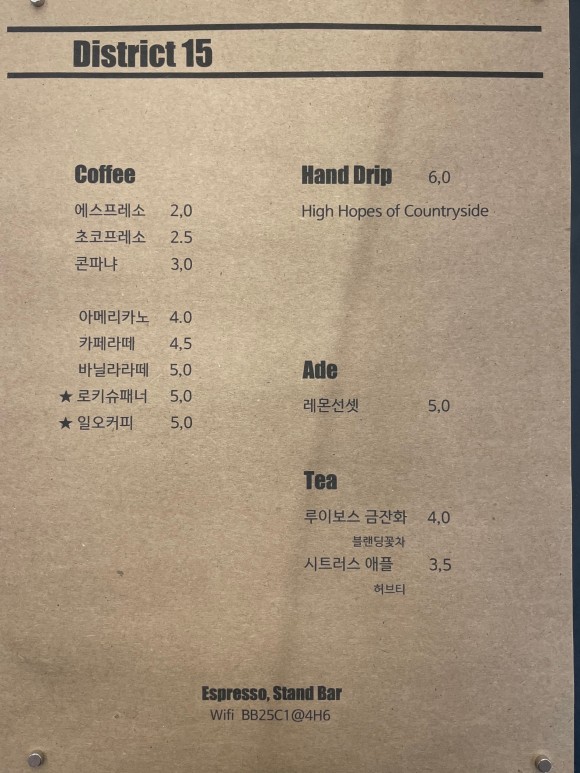 District 15
Coffee
에스프레소 2,0
초코프레소 2.5
콘파냐 3,0
아메리카노 4.0
카페라떼 4,5
바닐라라떼 5,0
★ 로키슈패너 5,0
★ 일오커피 5,0
Hand Drip 6,0
High Hopes of Countryside
Ade
레몬선셋 5,0
Tea
루이보스 금잔화 4,0
블랜딩꽃차
시트러스 애플 3,5
허브티
Espresso, Stand Bar
Wifi BB25C1@4H6